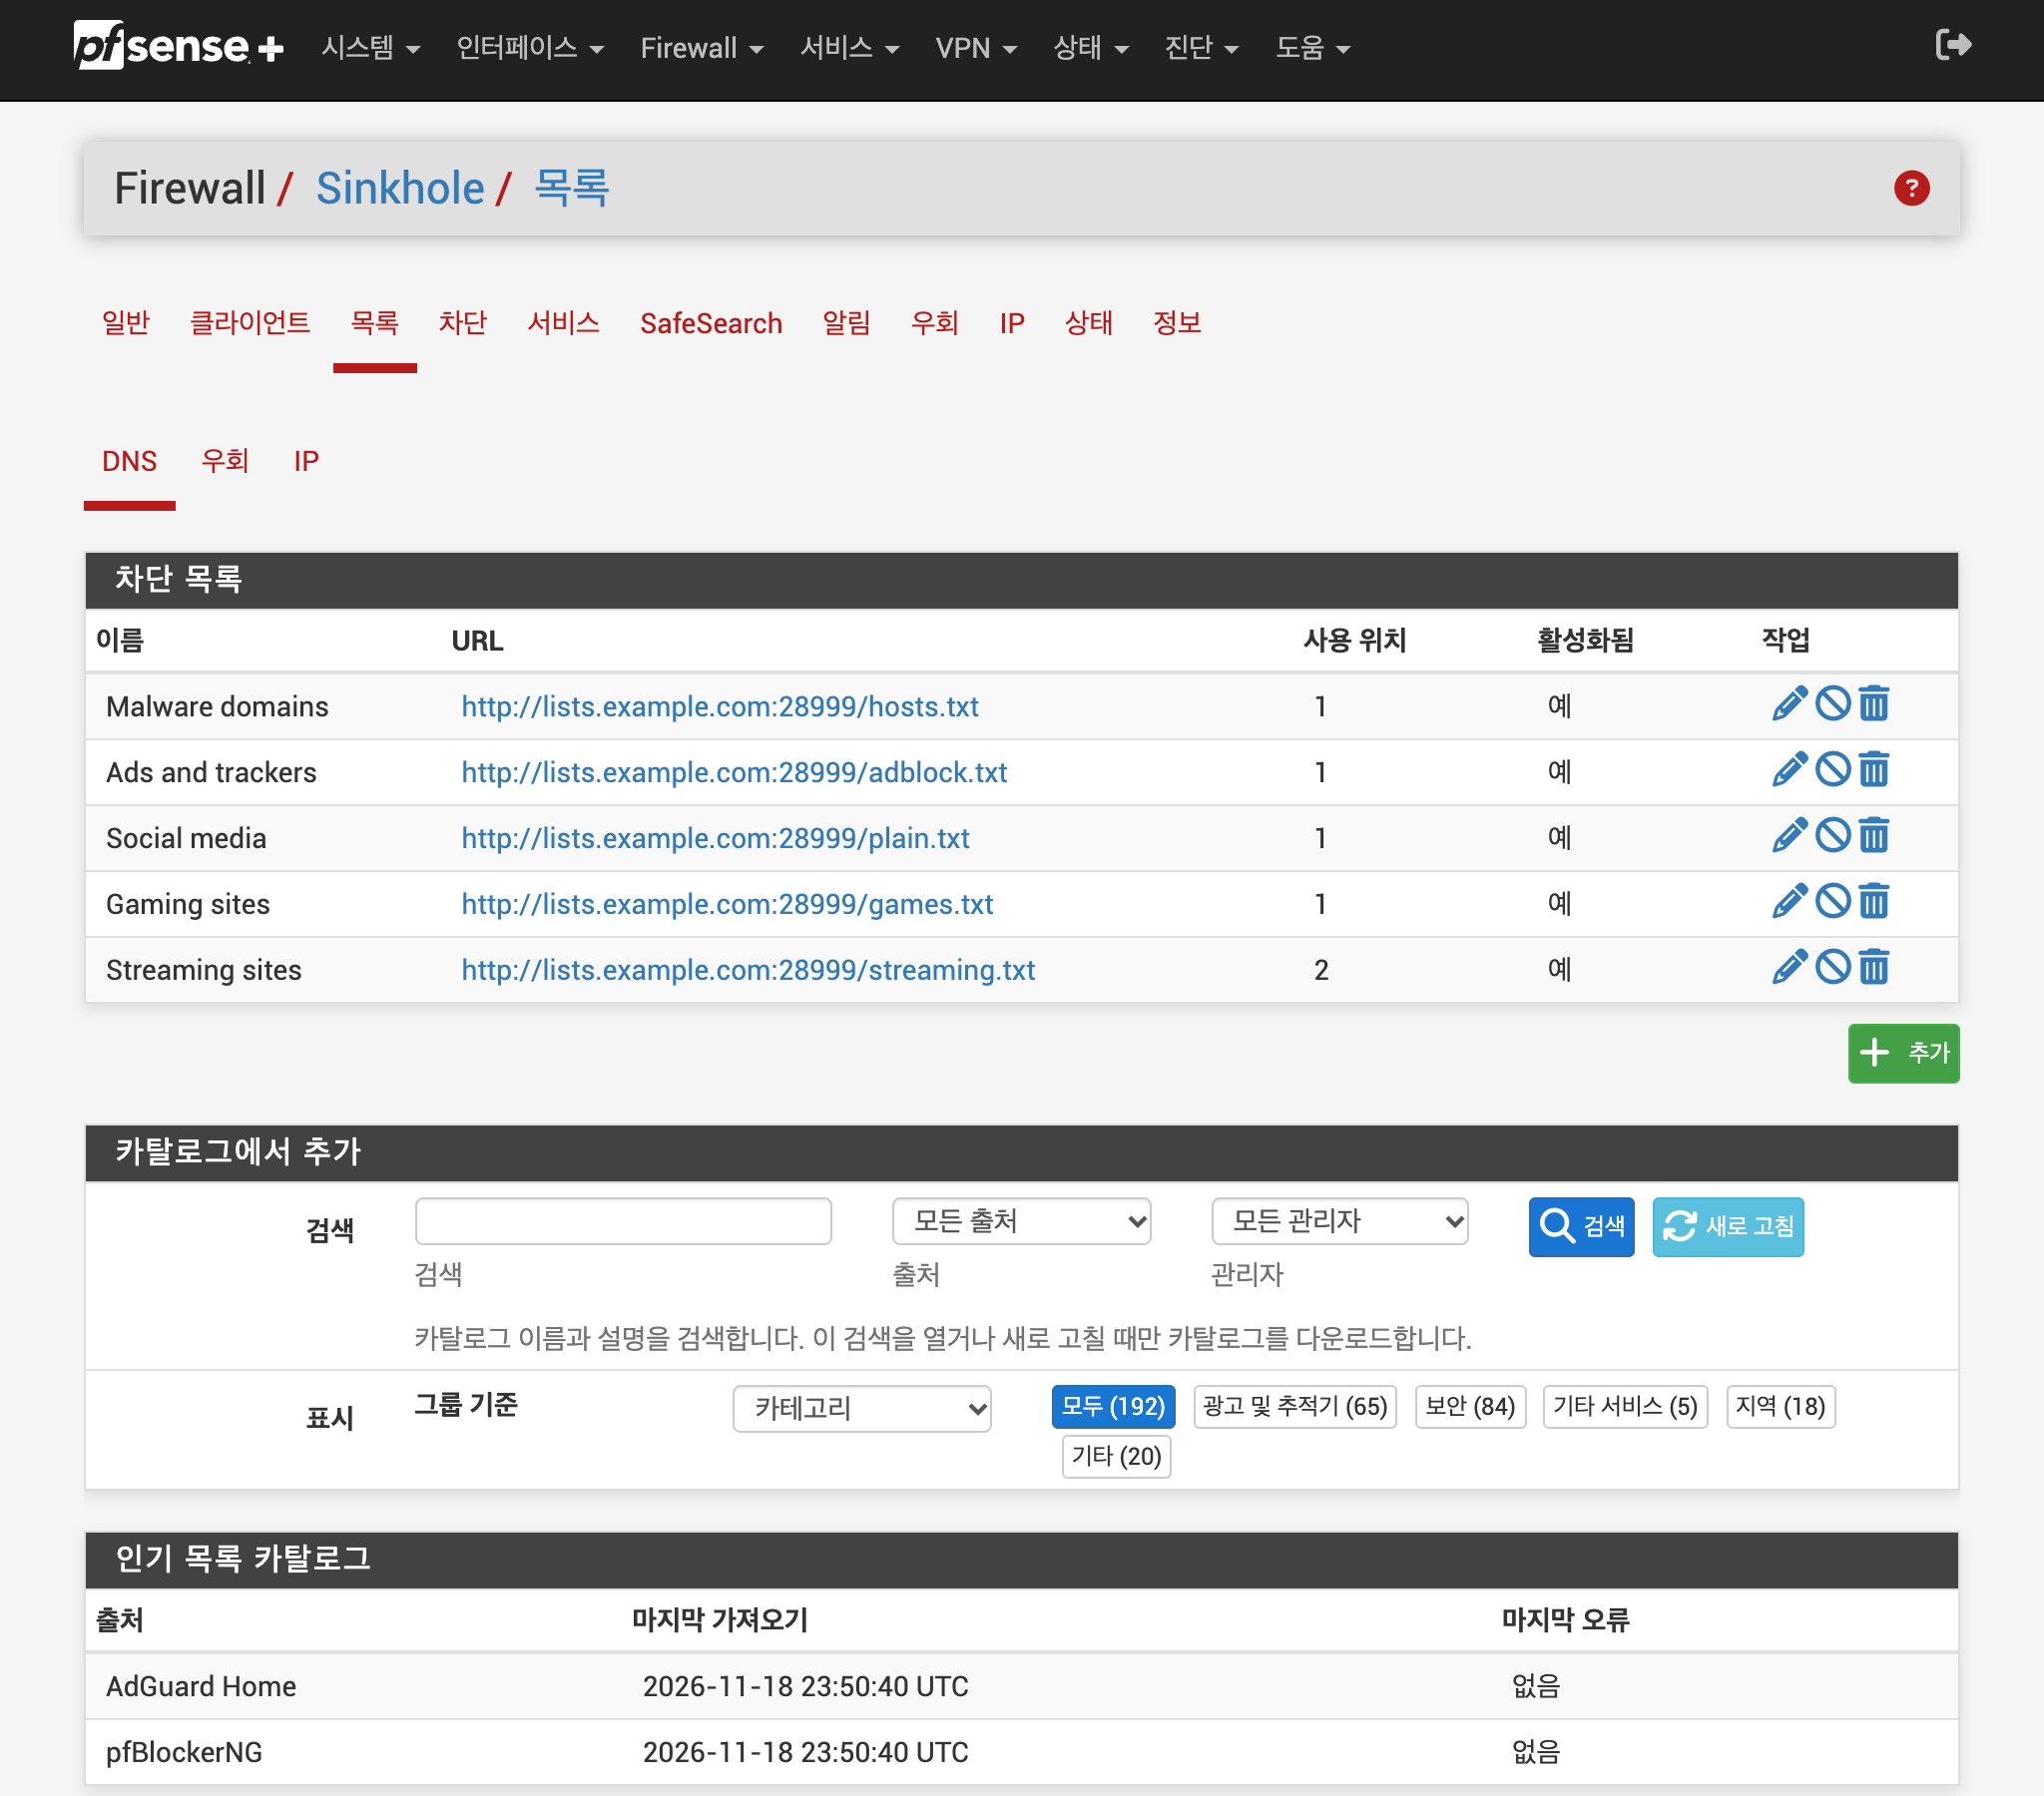 pfsense+ 시스템 인터페이스 Firewall 서비스 VPN 상태 진단 도움
Firewall / Sinkhole / 목록
일반 클라이언트 목록 차단 서비스 SafeSearch 알림 우회 IP 상태 정보
DNS 우회 IP
차단 목록
이름 URL 사용 위치 활성화됨 작업
Malware domains http://lists.example.com:28999/hosts.txt 1 예
Ads and trackers http://lists.example.com:28999/adblock.txt 1 예
Social media http://lists.example.com:28999/plain.txt 1 예
Gaming sites http://lists.example.com:28999/games.txt 1 예
Streaming sites http://lists.example.com:28999/streaming.txt 2 예
추가
카탈로그에서 추가
검색 모든 출처 모든 관리자 검색 새로 고침
검색 출처 관리자
카탈로그 이름과 설명을 검색합니다. 이 검색을 열거나 새로 고칠 때만 카탈로그를 다운로드합니다.
표시 그룹 기준 카테고리 모두 (192) 광고 및 추적기 (65) 보안 (84) 기타 서비스 (5) 지역 (18)
기타 (20)
인기 목록 카탈로그
출처 마지막 가져오기 마지막 오류
AdGuard Home 2026-11-18 23:50:40 UTC 없음
pfBlockerNG 2026-11-18 23:50:40 UTC 없음